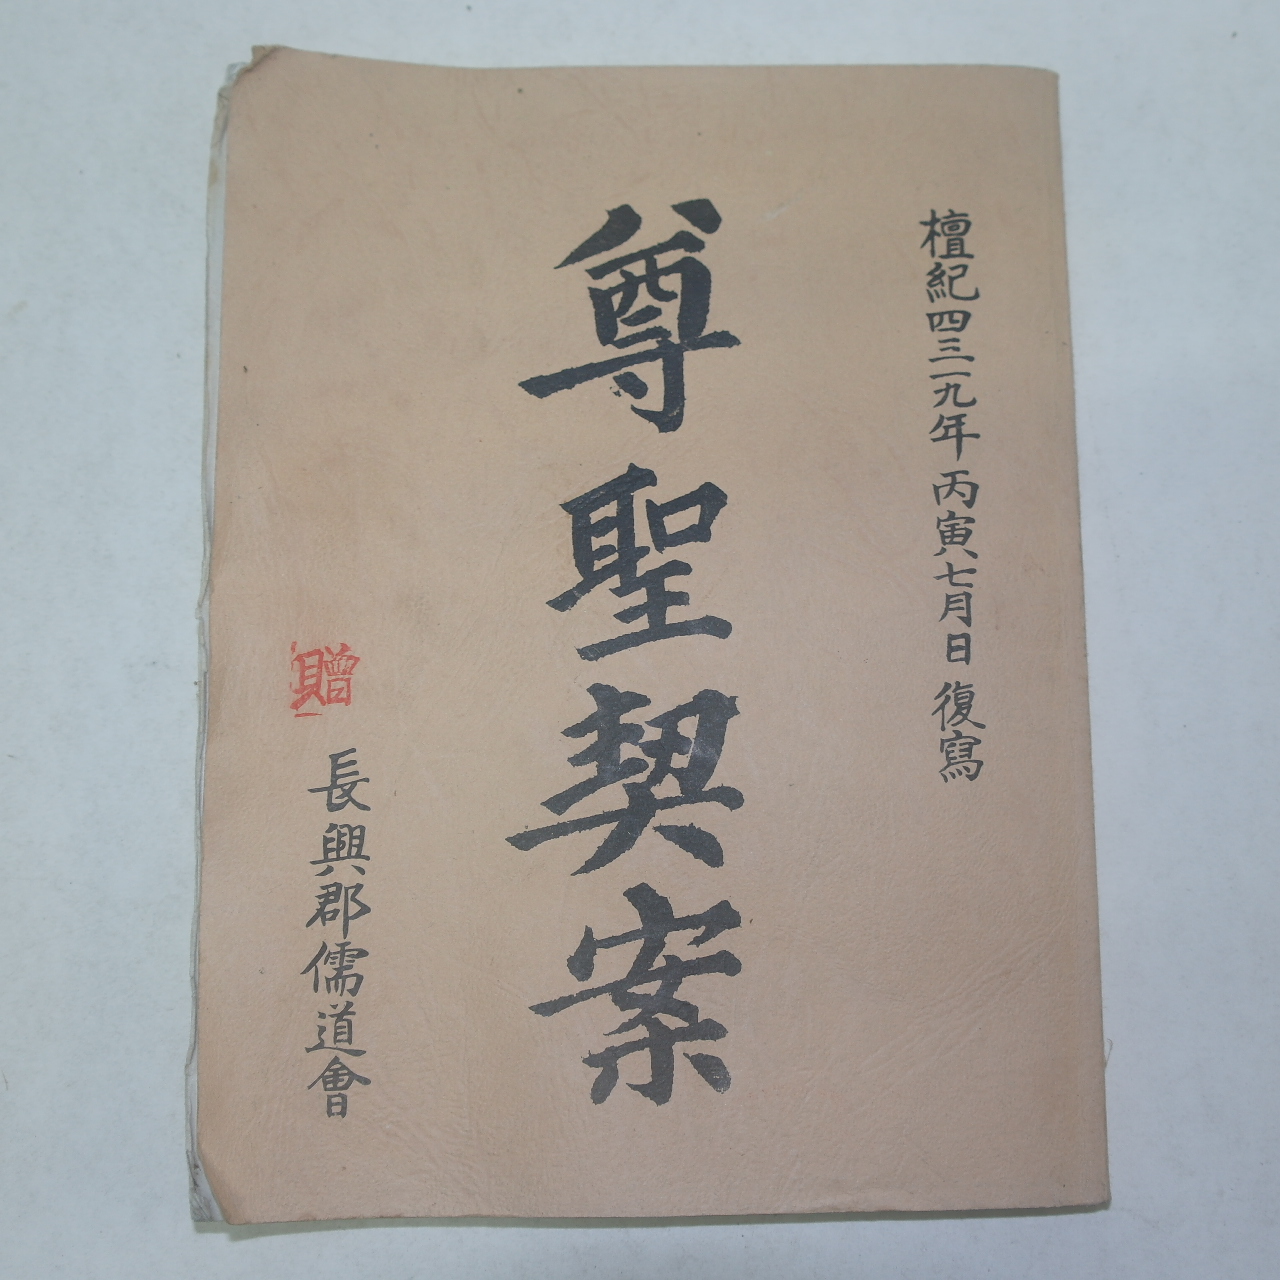 檀紀四三一九年 丙寅七月日 復寫
尊聖契案
贈
長興郡儒道會